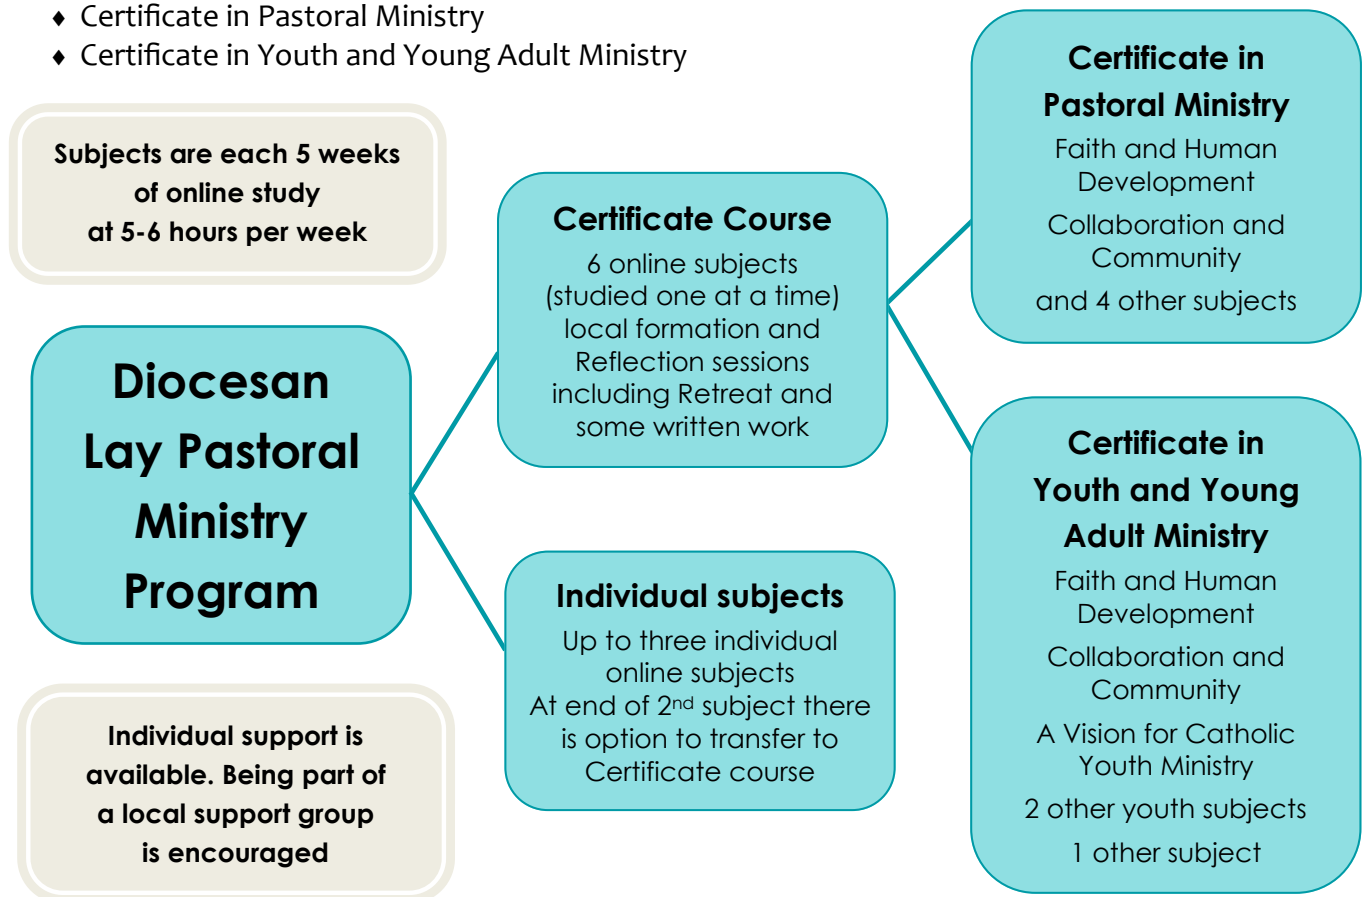 ♦ Certificate in Pastoral Ministry
♦ Certificate in Youth and Young Adult Ministry
Subjects are each 5 weeks
of online study
at 5-6 hours per week
Diocesan
Lay Pastoral
Ministry
Program
Individual support is
available. Being part of
a local support group
is encouraged
Certificate Course
6 online subjects
(studied one at a time)
local formation and
Reflection sessions
including Retreat and
some written work
Individual subjects
Up to three individual
online subjects
At end of 2nd subject there
is option to transfer to
Certificate course
Certificate in
Pastoral Ministry
Faith and Human
Development
Collaboration and
Community
and 4 other subjects
Certificate in
Youth and Young
Adult Ministry
Faith and Human
Development
Collaboration and
Community
A Vision for Catholic
Youth Ministry
2 other youth subjects
1 other subject